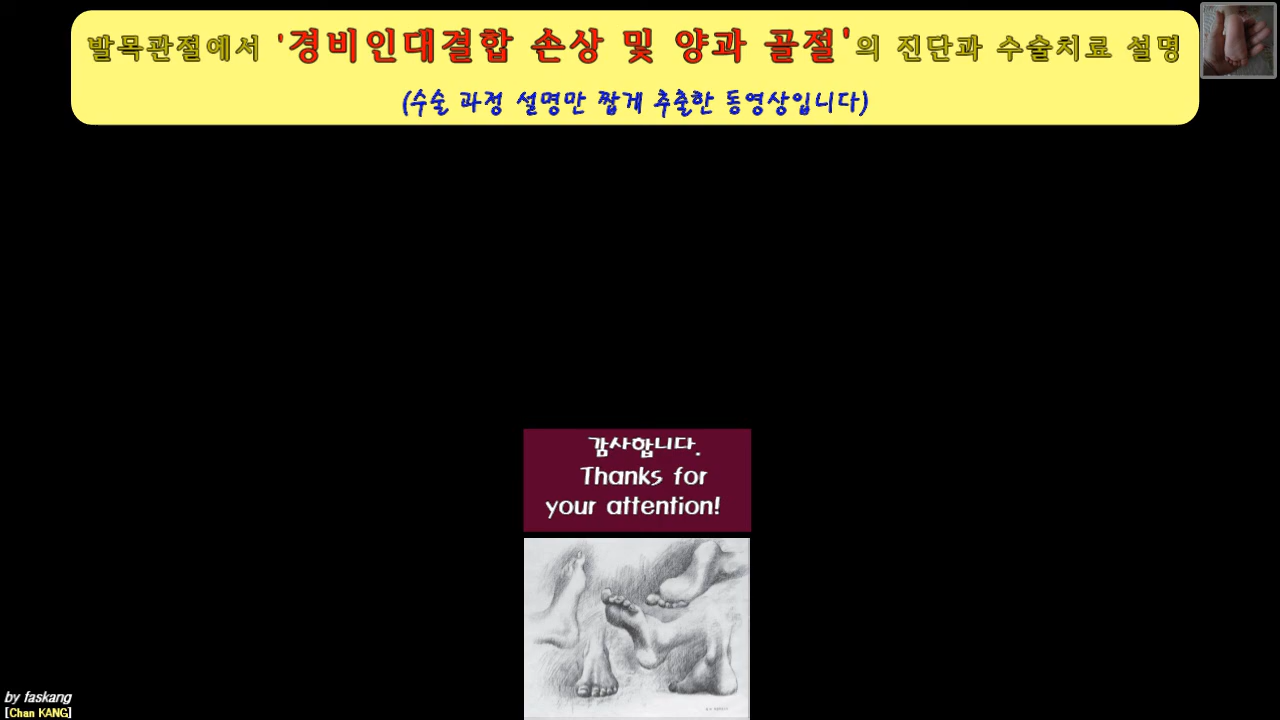 발목관절에서 '경비인대결합 손상 및 양과 골절'의 진단과 수술치료 설명
(수술 과정 설명만 짧게 추출한 동영상입니다)
감사합니다.
Thanks for
your attention!
by faskang
[Chan KANG]